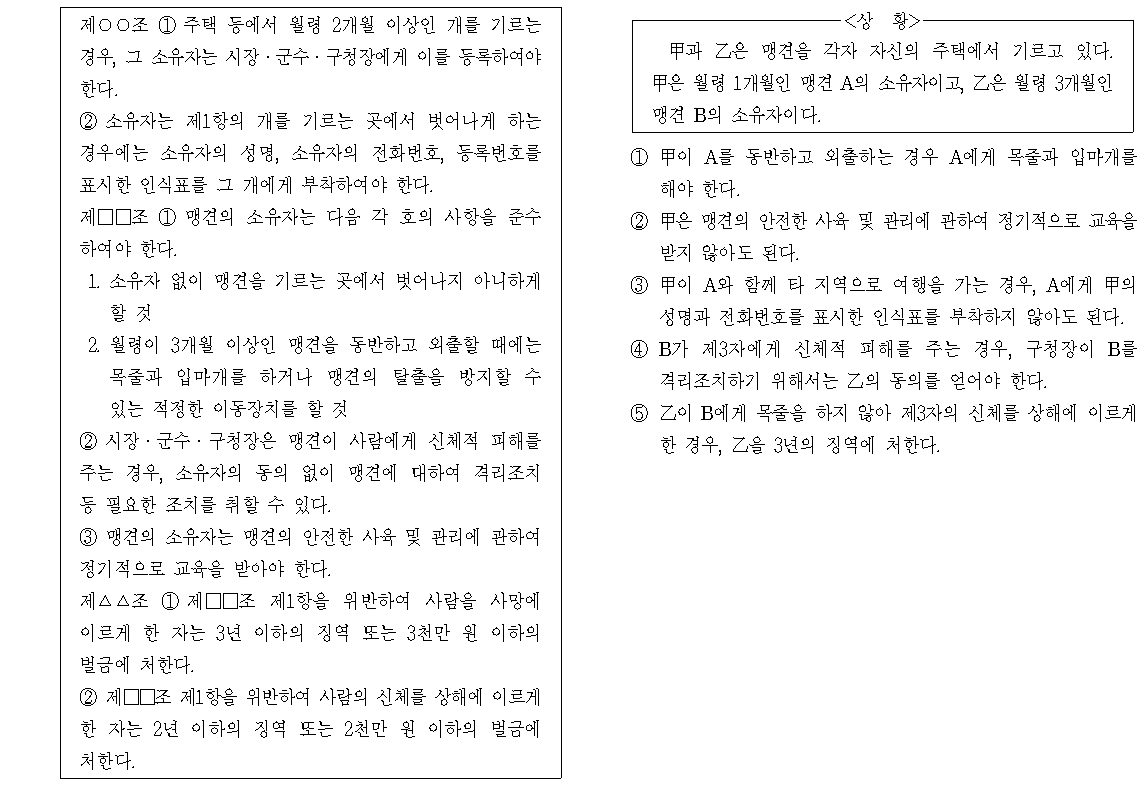 제○○조 ① 주택 등에서 월령 2개월 이상인 개를 기르는
경우, 그 소유자는 시장·군수·구청장에게 이를 등록하여야
한다.
② 소유자는 제1항의 개를 기르는 곳에서 벗어나게 하는
경우에는 소유자의 성명, 소유자의 전화번호, 등록번호를
표시한 인식표를 그 개에게 부착하여야 한다.
제□□조 ① 맹견의 소유자는 다음 각 호의 사항을 준수
하여야 한다.
1. 소유자 없이 맹견을 기르는 곳에서 벗어나지 아니하게
할 것
2. 월령이 3개월 이상인 맹견을 동반하고 외출할 때에는
목줄과 입마개를 하거나 맹견의 탈출을 방지할 수
있는 적정한 이동장치를 할 것
② 시장·군수·구청장은 맹견이 사람에게 신체적 피해를
주는 경우, 소유자의 동의 없이 맹견에 대하여 격리조치
등 필요한 조치를 취할 수 있다.
③ 맹견의 소유자는 맹견의 안전한 사육 및 관리에 관하여
정기적으로 교육을 받아야 한다.
제△△조 ① 제□□조 제1항을 위반하여 사람을 사망에
이르게 한 자는 3년 이하의 징역 또는 3천만 원 이하의
벌금에 처한다.
② 제□□조 제1항을 위반하여 사람의 신체를 상해에 이르게
한 자는 2년 이하의 징역 또는 2천만 원 이하의 벌금에
처한다.
<상 황>
甲과 乙은 맹견을 각자 자신의 주택에서 기르고 있다.
甲은 월령 1개월인 맹견 A의 소유자이고, 乙은 월령 3개월인
맹견 B의 소유자이다.
① 甲이 A를 동반하고 외출하는 경우 A에게 목줄과 입마개를
해야 한다.
② 甲은 맹견의 안전한 사육 및 관리에 관하여 정기적으로 교육을
받지 않아도 된다.
③ 甲이 A와 함께 타 지역으로 여행을 가는 경우, A에게 甲의
성명과 전화번호를 표시한 인식표를 부착하지 않아도 된다.
④ B가 제3자에게 신체적 피해를 주는 경우, 구청장이 B를
격리조치하기 위해서는 乙의 동의를 얻어야 한다.
⑤ 乙이 B에게 목줄을 하지 않아 제3자의 신체를 상해에 이르게
한 경우, 乙을 3년의 징역에 처한다.